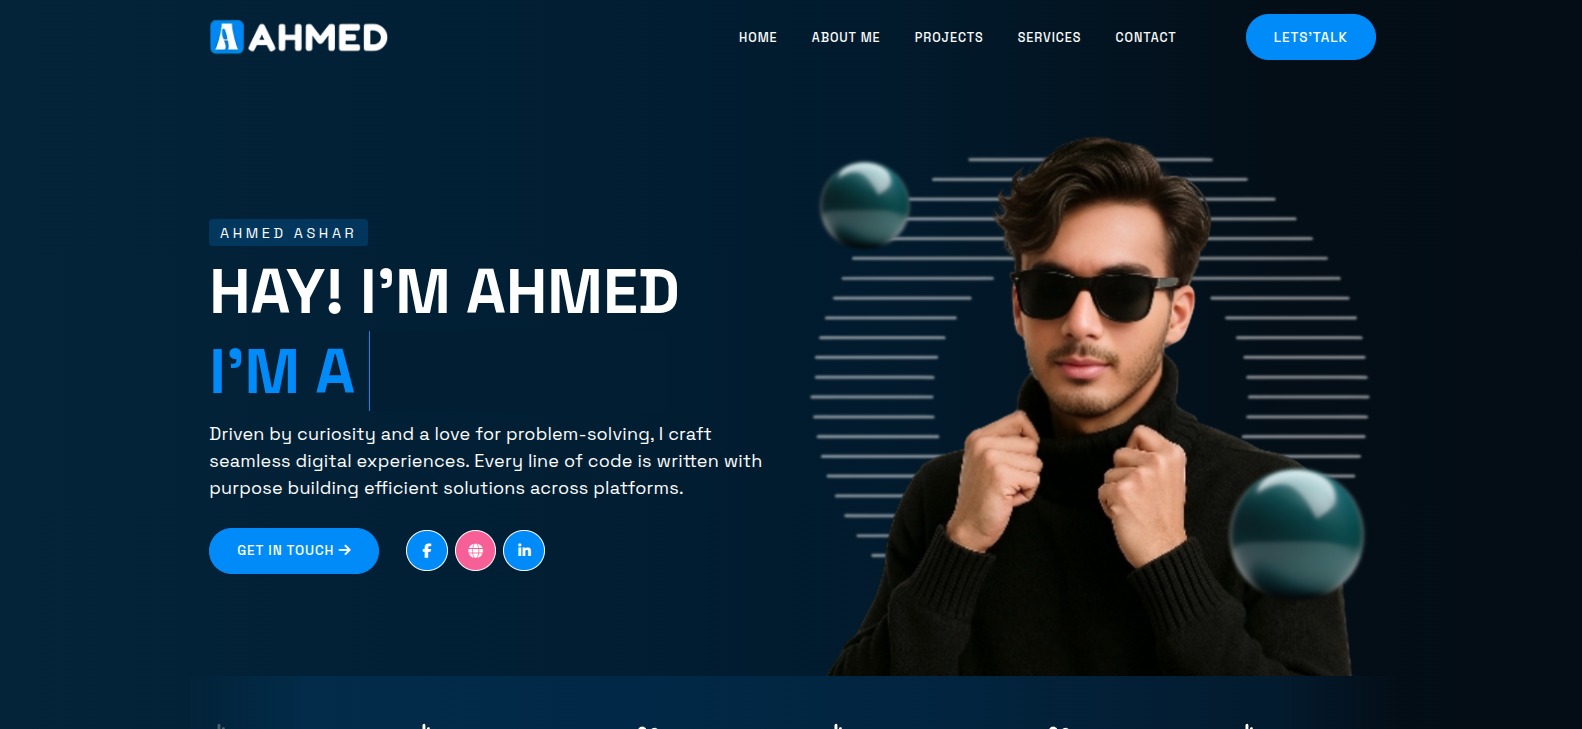 AHMED
HOME ABOUT ME PROJECTS SERVICES CONTACT LETS'TALK
AHMED ASHAR
HAY! I'M AHMED
I'M A
Driven by curiosity and a love for problem-solving, I craft
seamless digital experiences. Every line of code is written with
purpose building efficient solutions across platforms.
GET IN TOUCH →